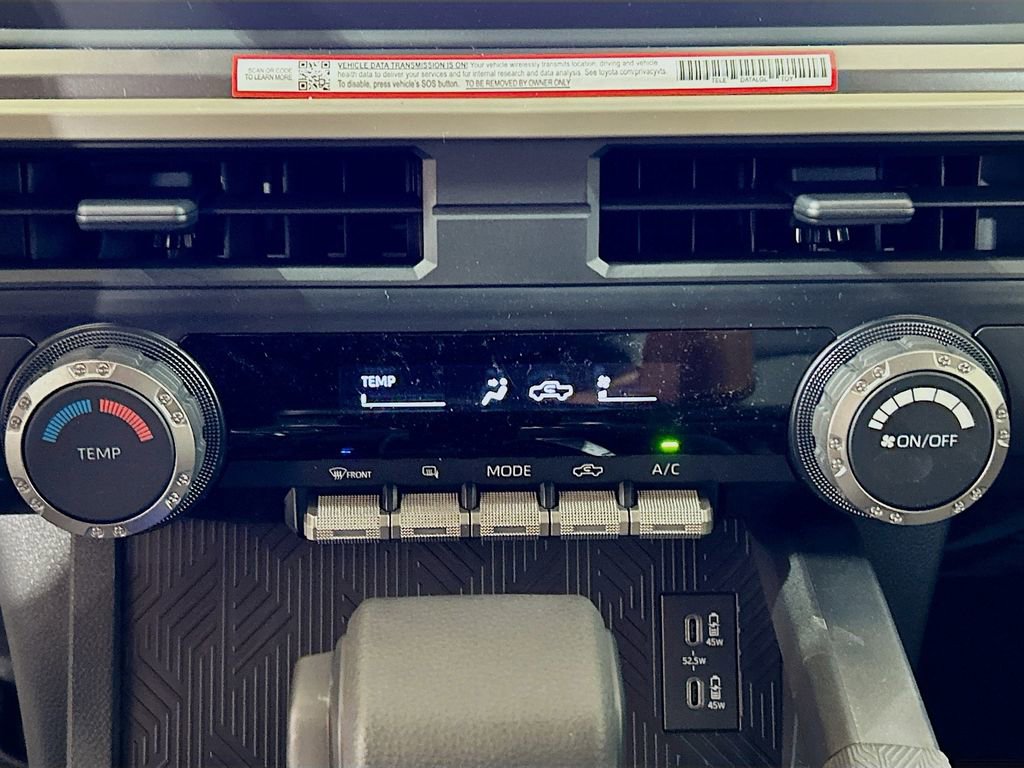 SCAN QR CODE
TO LEARN MORE
VEHICLE DATA TRANSMISSION IS ON! Your vehicle wirelessly transmits location, driving and vehicle
health data to deliver your services and for internal research and data analysis. See toyota.com/privacyvts.
To disable, press vehicle's SOS button. TO BE REMOVED BY OWNER ONLY
TELE DATALGL TOY
TEMP
TEMP
ON/OFF
FRONT
MODE
A/C
45W
52.5W
45W